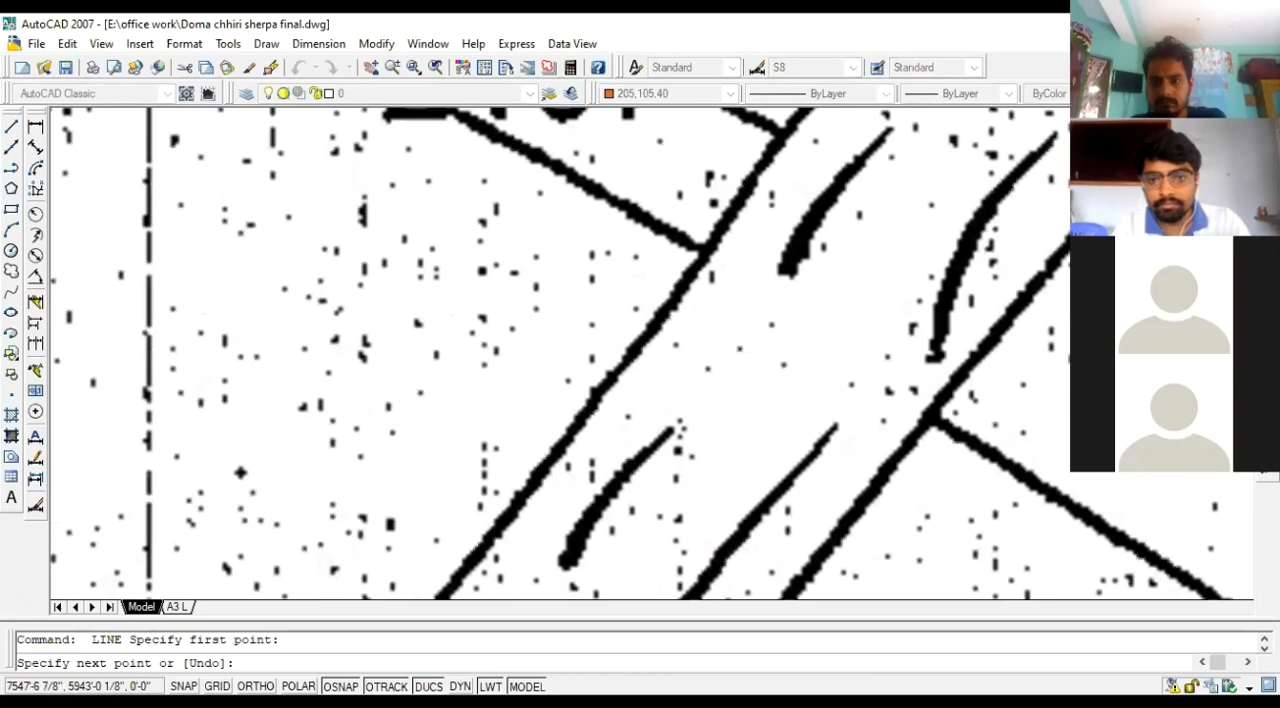 AutoCAD 2007 - [E:\office work\Doma chhiri sherpa final.dwg]
File Edit View Insert Format Tools Draw Dimension Modify Window Help Express Data View
Standard S8 Standard
AutoCAD Classic 0 205,105.40 ByLayer ByLayer ByColor
A
A
Model A3 L
Command: LINE Specify first point:
Specify next point or [Undo]:
7547'-6 7/8", 5943'-0 1/8", 0'-0" SNAP GRID ORTHO POLAR OSNAP OTRACK DUCS DYN LWT MODEL